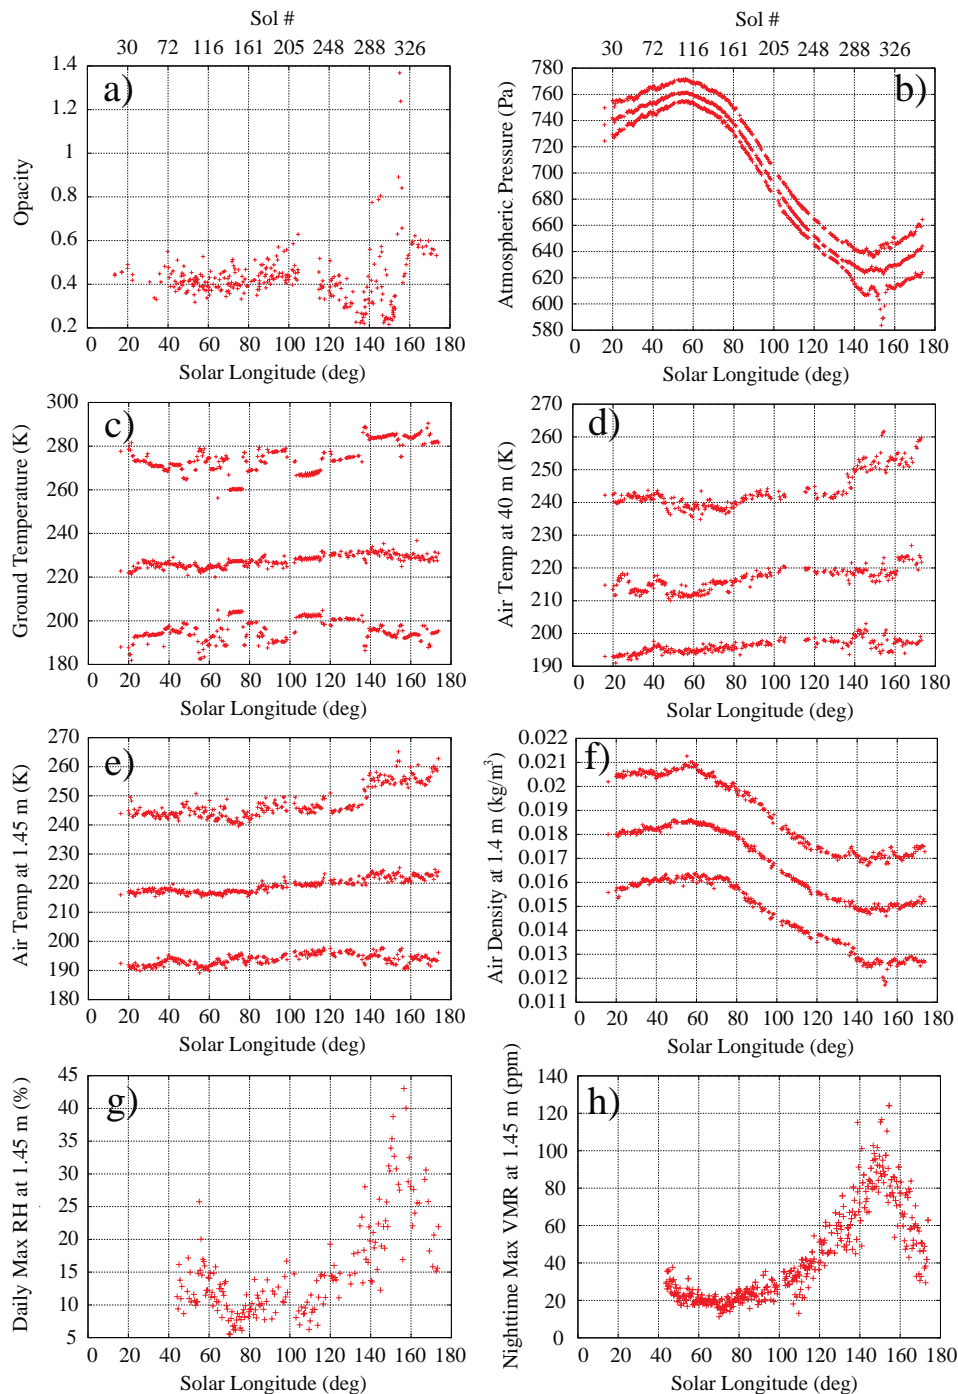 Sol #
30 72 116 161 205 248 288 326
a)
1.4
1.2
1
0.8
0.6
0.4
0.2
Opacity
0 20 40 60 80 100 120 140 160 180
Solar Longitude (deg)
Sol #
30 72 116 161 205 248 288 326
b)
780
760
740
720
700
680
660
640
620
600
580
Atmospheric Pressure (Pa)
0 20 40 60 80 100 120 140 160 180
Solar Longitude (deg)
c)
300
280
260
240
220
200
180
Ground Temperature (K)
0 20 40 60 80 100 120 140 160 180
Solar Longitude (deg)
d)
270
260
250
240
230
220
210
200
190
Air Temp at 40 m (K)
0 20 40 60 80 100 120 140 160 180
Solar Longitude (deg)
e)
270
260
250
240
230
220
210
200
190
180
Air Temp at 1.45 m (K)
0 20 40 60 80 100 120 140 160 180
Solar Longitude (deg)
f)
0.022
0.021
0.02
0.019
0.018
0.017
0.016
0.015
0.014
0.013
0.012
0.011
Air Density at 1.4 m (kg/m³)
0 20 40 60 80 100 120 140 160 180
Solar Longitude (deg)
g)
45
40
35
30
25
20
15
10
5
Daily Max RH at 1.45 m (%)
0 20 40 60 80 100 120 140 160 180
Solar Longitude (deg)
h)
140
120
100
80
60
40
20
0
Nighttime Max VMR at 1.45 m (ppm)
0 20 40 60 80 100 120 140 160 180
Solar Longitude (deg)